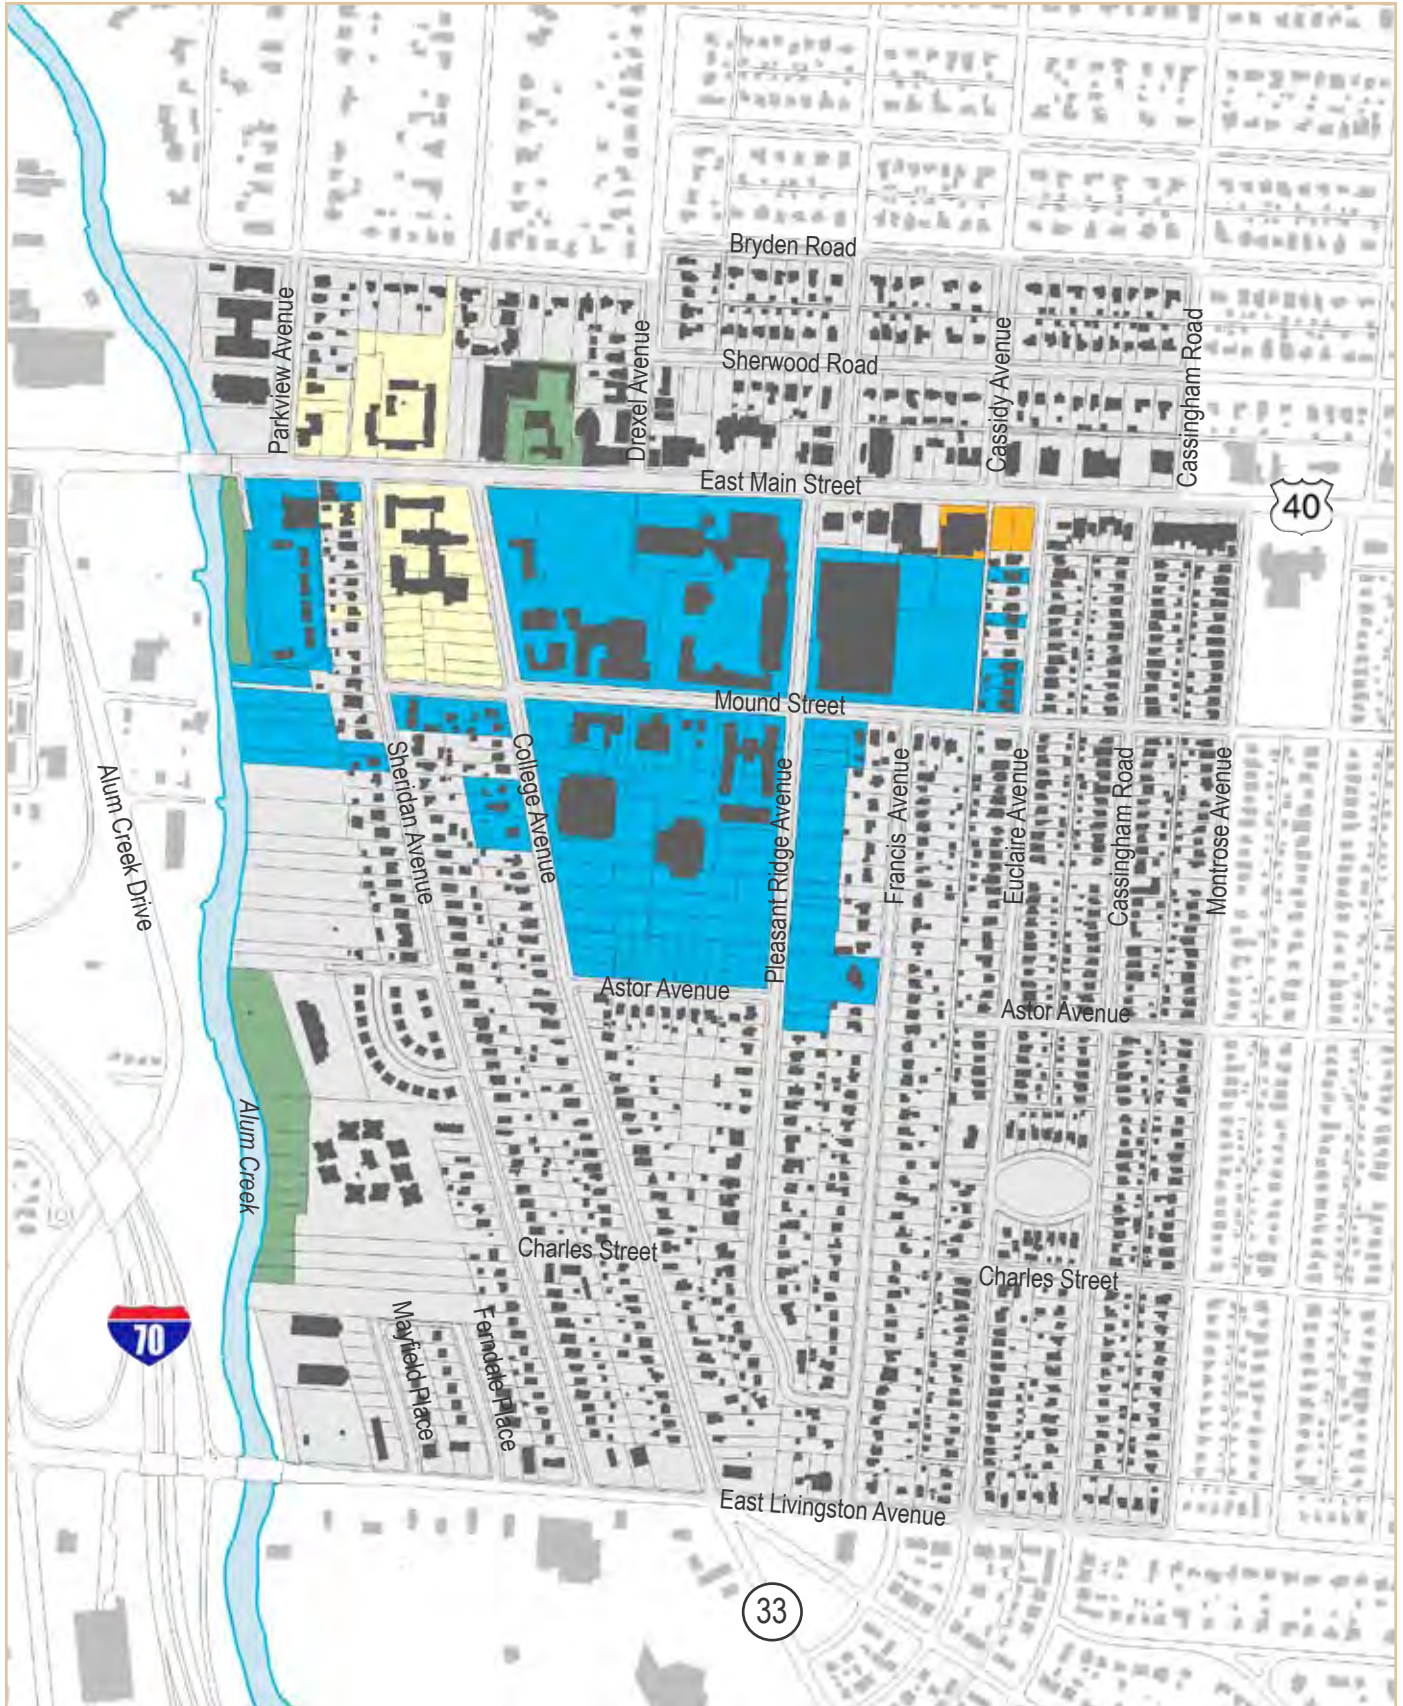 Bryden Road
Parkview Avenue
Drexel Avenue
Sherwood Road
Cassidy Avenue
Cassingham Road
East Main Street
40
Mound Street
Alum Creek Drive
Sheridan Avenue
College Avenue
Pleasant Ridge Avenue
Francis Avenue
Euclaire Avenue
Cassingham Road
Montrose Avenue
Astor Avenue
Astor Avenue
Alum Creek
Charles Street
Charles Street
70
Mayfield Place
Ferndale Place
East Livingston Avenue
33